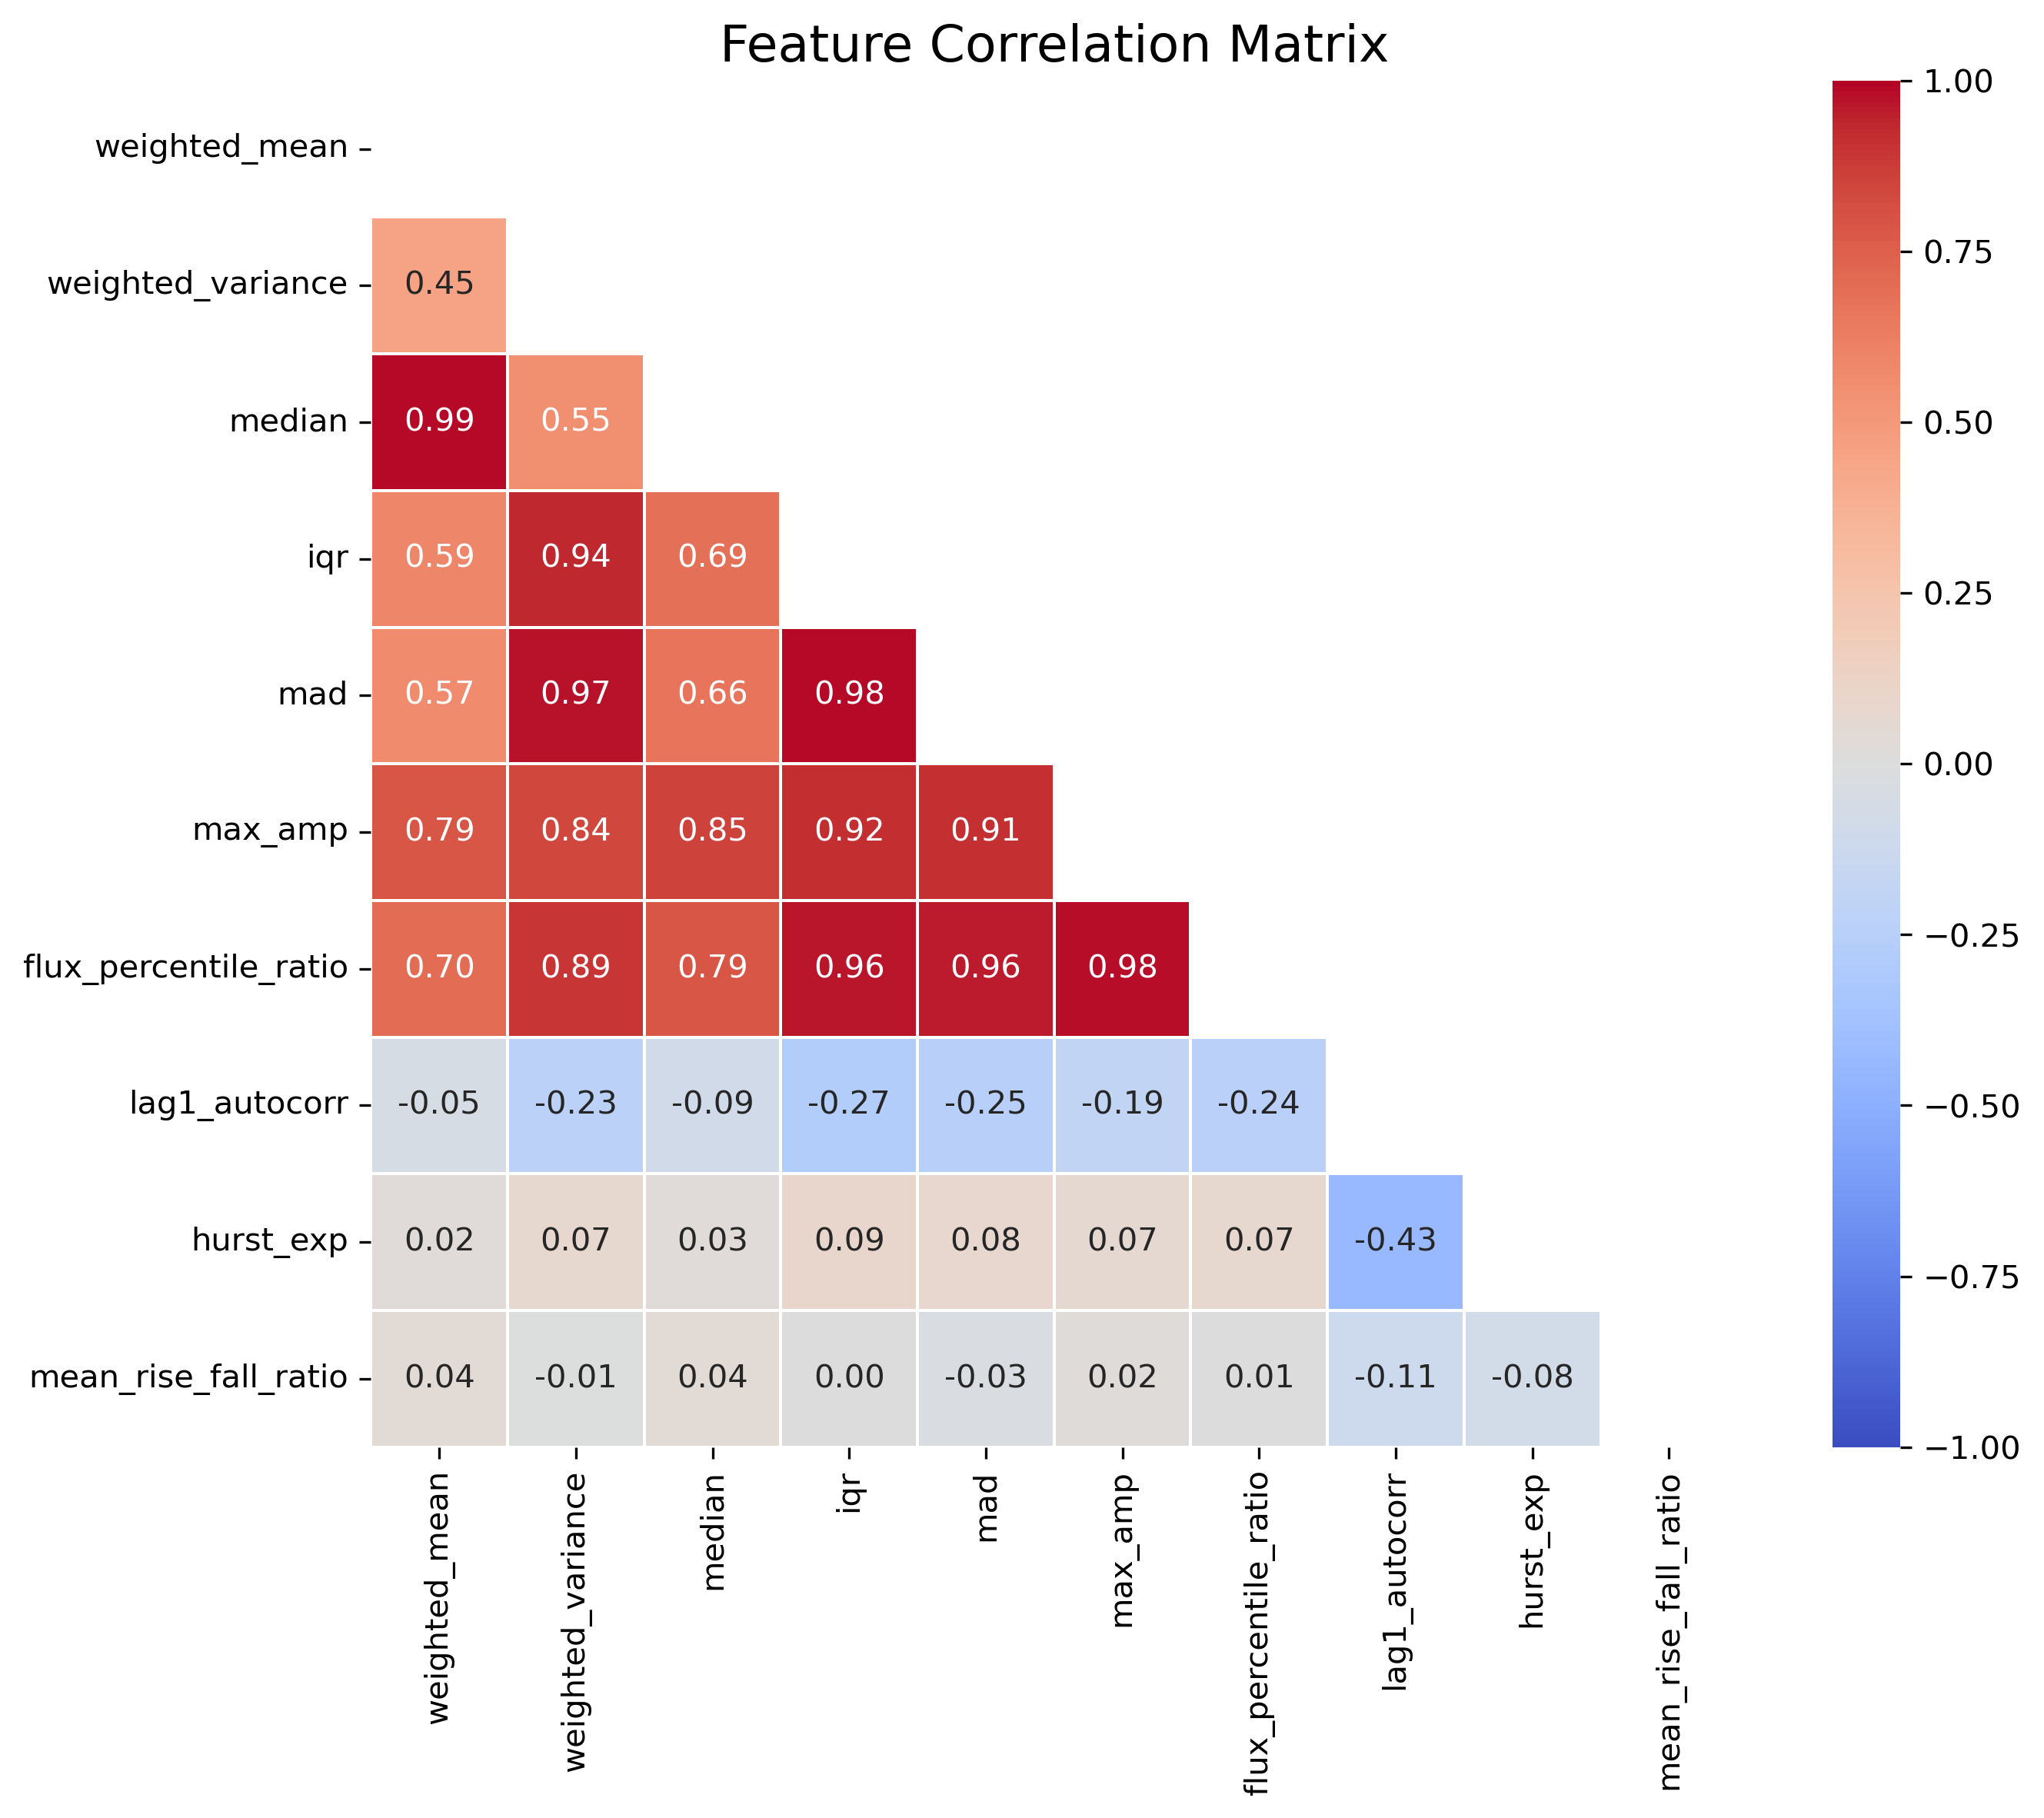 Feature Correlation Matrix
weighted_mean
weighted_variance 0.45
median 0.99 0.55
iqr 0.59 0.94 0.69
mad 0.57 0.97 0.66 0.98
max_amp 0.79 0.84 0.85 0.92 0.91
flux_percentile_ratio 0.70 0.89 0.79 0.96 0.96 0.98
lag1_autocorr -0.05 -0.23 -0.09 -0.27 -0.25 -0.19 -0.24
hurst_exp 0.02 0.07 0.03 0.09 0.08 0.07 0.07 -0.43
mean_rise_fall_ratio 0.04 -0.01 0.04 0.00 -0.03 0.02 0.01 -0.11 -0.08
weighted_mean
weighted_variance
median
iqr
mad
max_amp
flux_percentile_ratio
lag1_autocorr
hurst_exp
mean_rise_fall_ratio
1.00
0.75
0.50
0.25
0.00
−0.25
−0.50
−0.75
−1.00